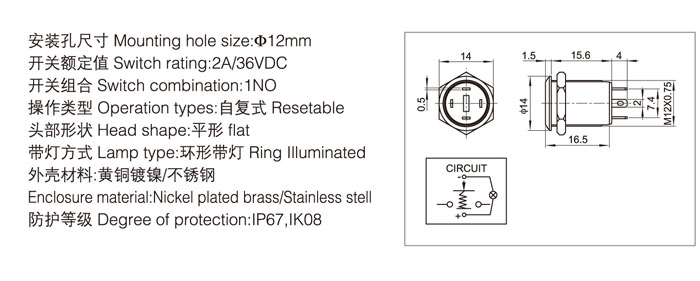 安装孔尺寸 Mounting hole size:Φ12mm
开关额定值 Switch rating:2A/36VDC
开关组合 Switch combination:1NO
操作类型 Operation types:自复式 Resetable
头部形状 Head shape:平形 flat
带灯方式 Lamp type:环形带灯 Ring Illuminated
外壳材料:黄铜镀镍/不锈钢
Enclosure material:Nickel plated brass/Stainless stell
防护等级 Degree of protection:IP67,IK08
14
1.5
15.6
4
0.5
ϕ14
2
7.4
M12X0.75
16.5
CIRCUIT
-
+